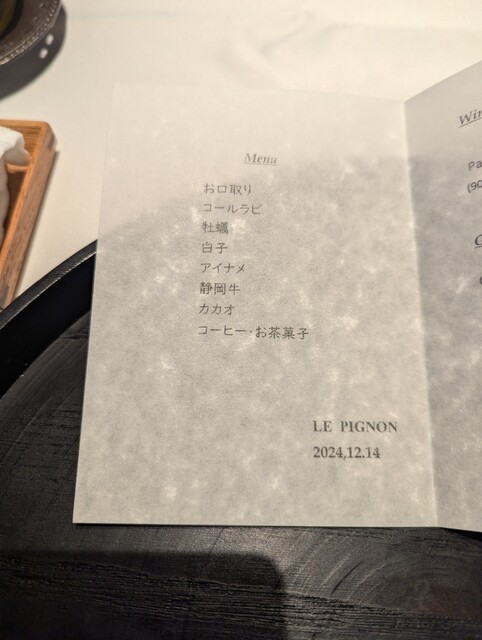 Menu
お口取り
コールラビ
牡蠣
白子
アイナメ
静岡牛
カカオ
コーヒー・お茶菓子
LE PIGNON
2024,12.14
(90